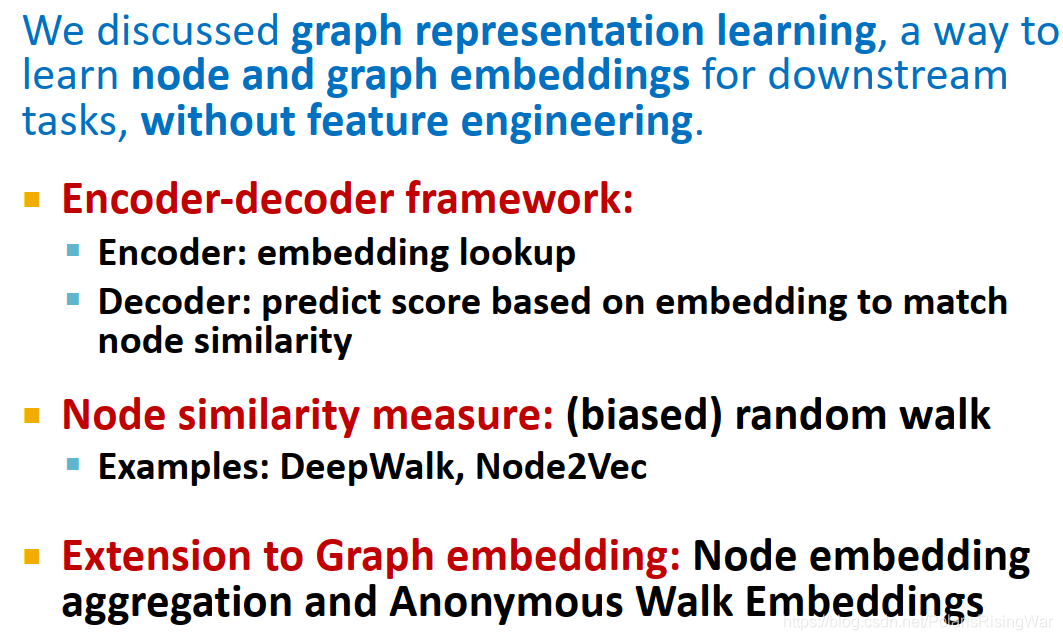 We discussed graph representation learning, a way to
learn node and graph embeddings for downstream
tasks, without feature engineering.
Encoder-decoder framework:
Encoder: embedding lookup
Decoder: predict score based on embedding to match
node similarity
Node similarity measure: (biased) random walk
Examples: DeepWalk, Node2Vec
Extension to Graph embedding: Node embedding
aggregation and Anonymous Walk Embeddings
https://blog.csdn.net/PolarisRisingWar